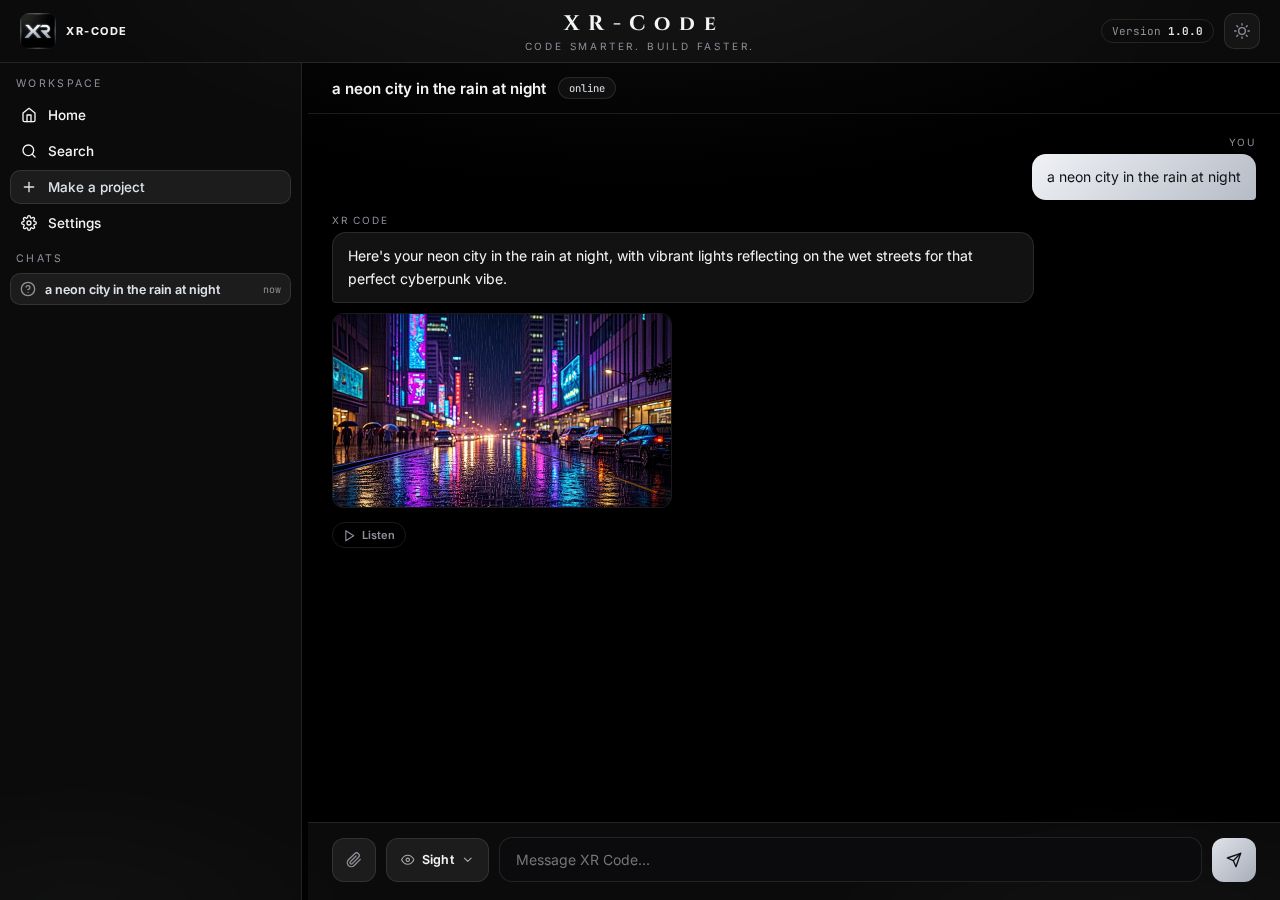 XR
XR-CODE
XR-CODE
CODE SMARTER. BUILD FASTER.
Version 1.0.0
WORKSPACE
Home
Search
Make a project
Settings
CHATS
a neon city in the rain at night
now
a neon city in the rain at night
online
YOU
a neon city in the rain at night
XR CODE
Here's your neon city in the rain at night, with vibrant lights reflecting on the wet streets for that
perfect cyberpunk vibe.
Listen
Sight
Message XR Code...